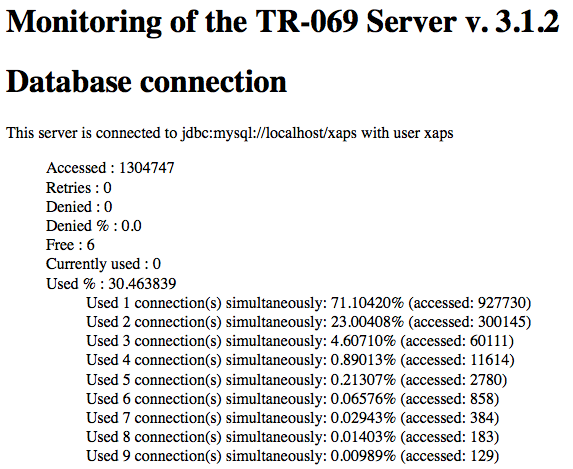 Monitoring of the TR-069 Server v. 3.1.2
Database connection
This server is connected to jdbc:mysql://localhost/xaps with user xaps
Accessed : 1304747
Retries : 0
Denied : 0
Denied % : 0.0
Free : 6
Currently used : 0
Used % : 30.463839
Used 1 connection(s) simultaneously: 71.10420% (accessed: 927730)
Used 2 connection(s) simultaneously: 23.00408% (accessed: 300145)
Used 3 connection(s) simultaneously: 4.60710% (accessed: 60111)
Used 4 connection(s) simultaneously: 0.89013% (accessed: 11614)
Used 5 connection(s) simultaneously: 0.21307% (accessed: 2780)
Used 6 connection(s) simultaneously: 0.06576% (accessed: 858)
Used 7 connection(s) simultaneously: 0.02943% (accessed: 384)
Used 8 connection(s) simultaneously: 0.01403% (accessed: 183)
Used 9 connection(s) simultaneously: 0.00989% (accessed: 129)